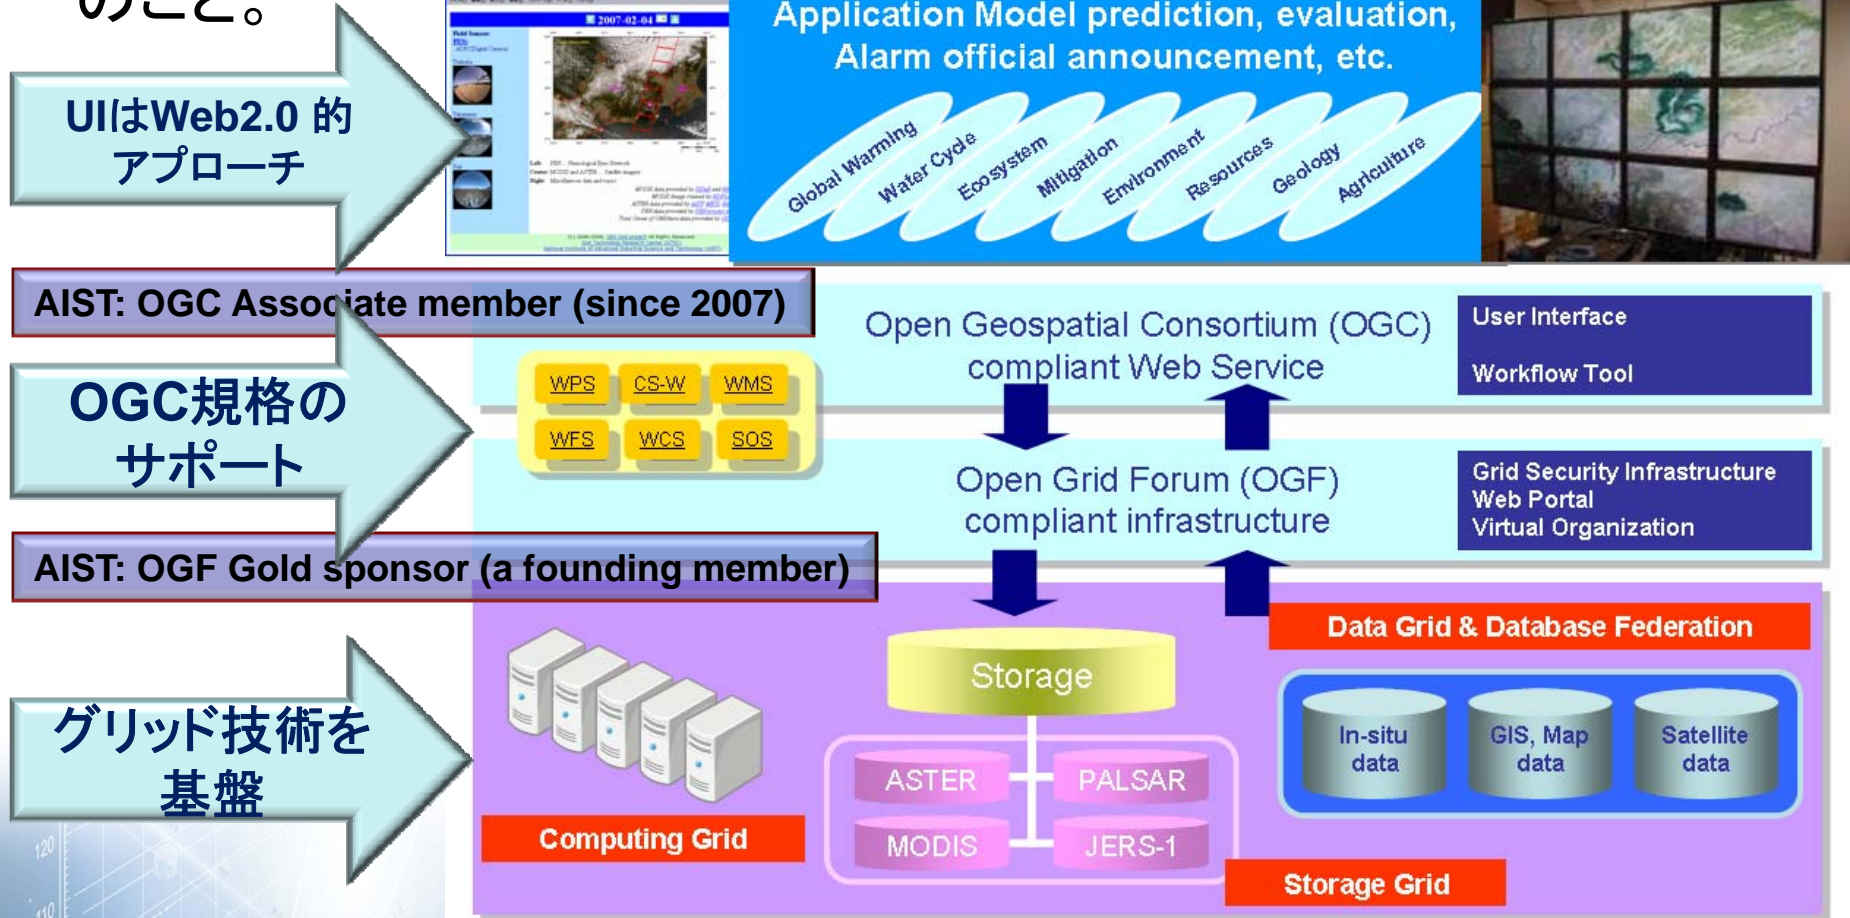 のこと。
UIはWeb2.0 的
アプローチ
2007-02-04
Application Model prediction, evaluation,
Alarm official announcement, etc.
Global Warming
Water Cycle
Ecosystem
Mitigation
Environment
Resources
Geology
Agriculture
AIST: OGC Associate member (since 2007)
OGC規格の
サポート
WPS
CS-W
WMS
WFS
WCS
SOS
Open Geospatial Consortium (OGC)
compliant Web Service
User Interface
Workflow Tool
Open Grid Forum (OGF)
compliant infrastructure
Grid Security Infrastructure
Web Portal
Virtual Organization
AIST: OGF Gold sponsor (a founding member)
グリッド技術を
基盤
Computing Grid
Storage
ASTER
PALSAR
MODIS
JERS-1
Storage Grid
Data Grid & Database Federation
In-situ
data
GIS, Map
data
Satellite
data
120
110